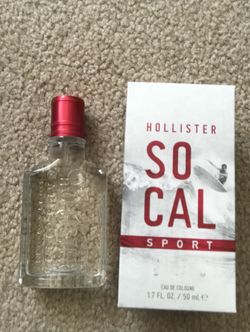 HOLLISTER
SO
CAL
SPORT
EAU DE COLOGNE
1.7 FL. OZ. / 50 mL ℮